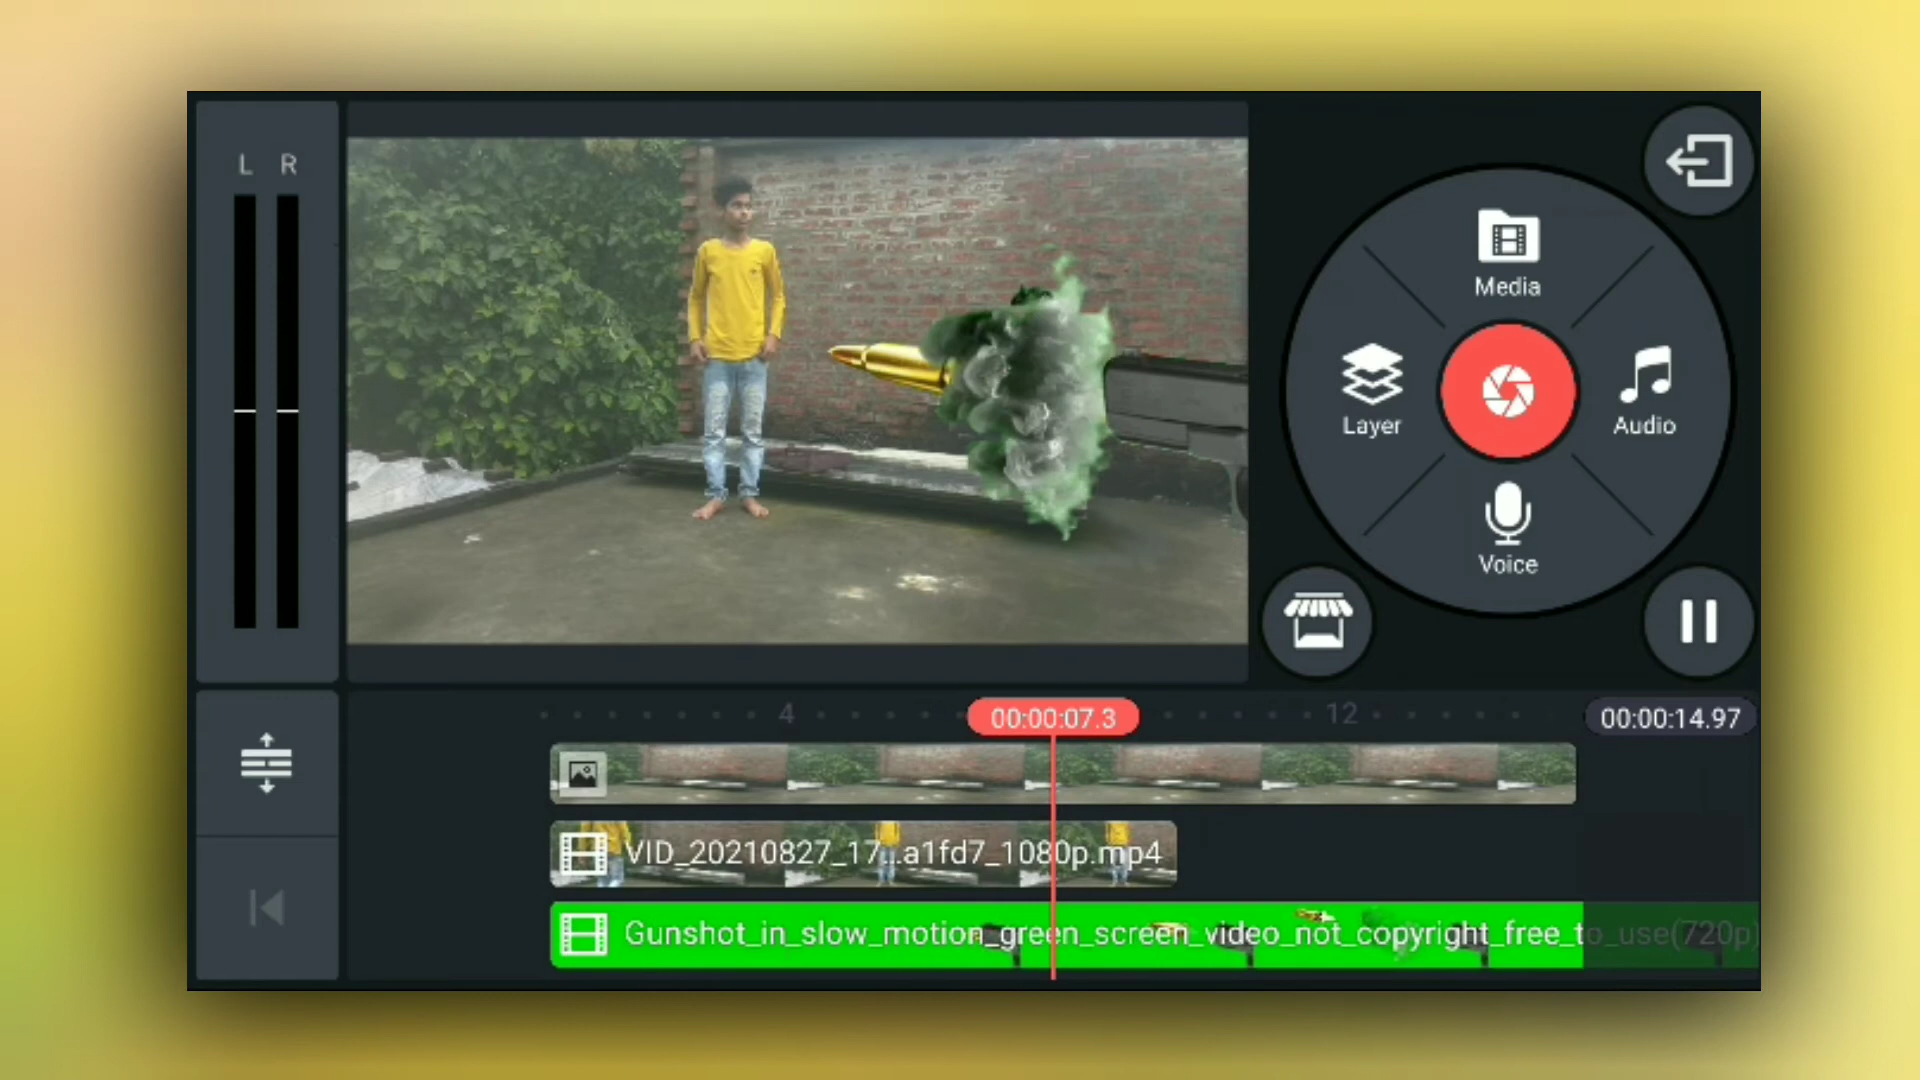 L R
Media
Layer
Audio
Voice
4
00:00:07.3
12
00:00:14.97
VID_20210827_17...a1fd7_1080p.mp4
Gunshot_in_slow_motion_green_screen_video_not_copyright_free_to_use(720p)